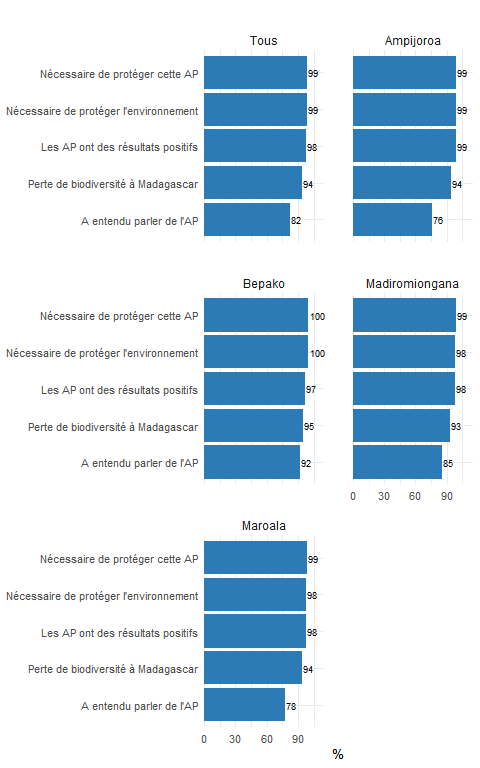 Tous
Ampijoroa
Nécessaire de protéger cette AP
99
99
Nécessaire de protéger l'environnement
99
99
Les AP ont des résultats positifs
98
99
Perte de biodiversité à Madagascar
94
94
A entendu parler de l'AP
82
76
Bepako
Madiromiongana
Nécessaire de protéger cette AP
100
99
Nécessaire de protéger l'environnement
100
98
Les AP ont des résultats positifs
97
98
Perte de biodiversité à Madagascar
95
93
A entendu parler de l'AP
92
85
0 30 60 90
Maroala
Nécessaire de protéger cette AP
99
Nécessaire de protéger l'environnement
98
Les AP ont des résultats positifs
98
Perte de biodiversité à Madagascar
94
A entendu parler de l'AP
78
0 30 60 90
%